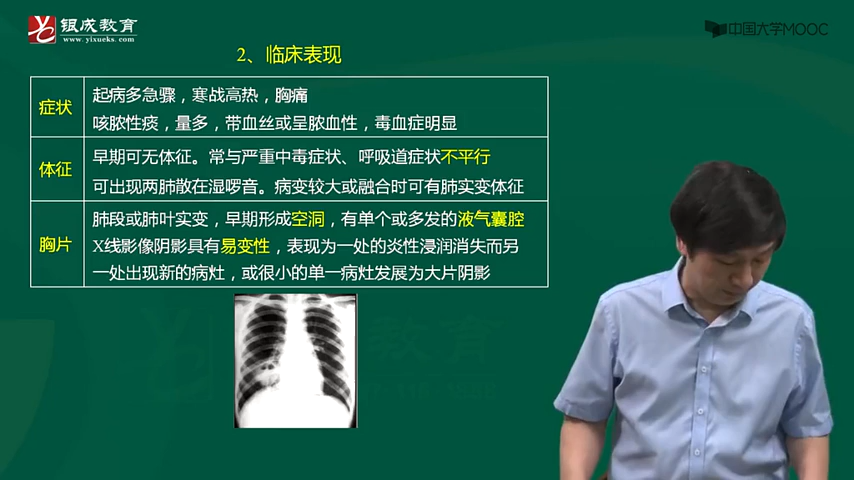 银成教育
www.yixueks.com
中国大学MOOC
2、临床表现
症状
起病多急骤，寒战高热，胸痛
咳脓性痰，量多，带血丝或呈脓血性，毒血症明显
体征
早期可无体征。常与严重中毒症状、呼吸道症状不平行
可出现两肺散在湿啰音。病变较大或融合时可有肺实变体征
胸片
肺段或肺叶实变，早期形成空洞，有单个或多发的液气囊腔
X线影像阴影具有易变性，表现为一处的炎性浸润消失而另
一处出现新的病灶，或很小的单一病灶发展为大片阴影
教育